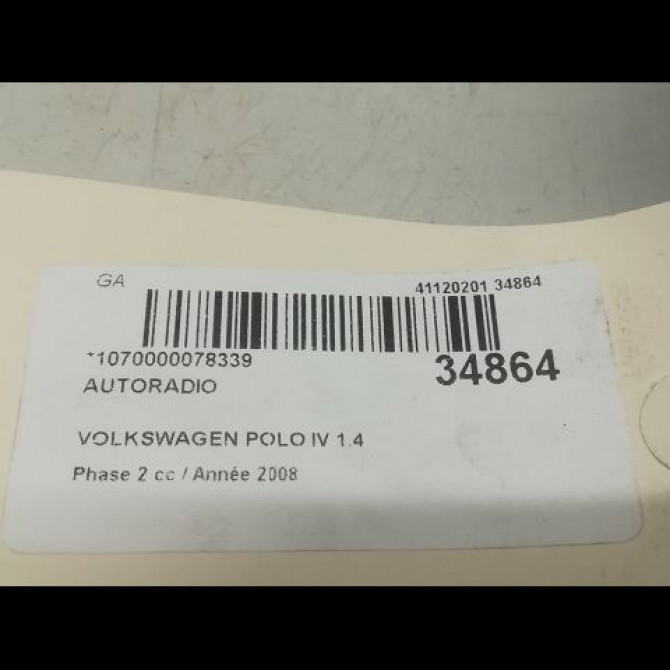 GA 41120201 34864
*1070000078339 34864
AUTORADIO
VOLKSWAGEN POLO IV 1.4
Phase 2 cc / Année 2008